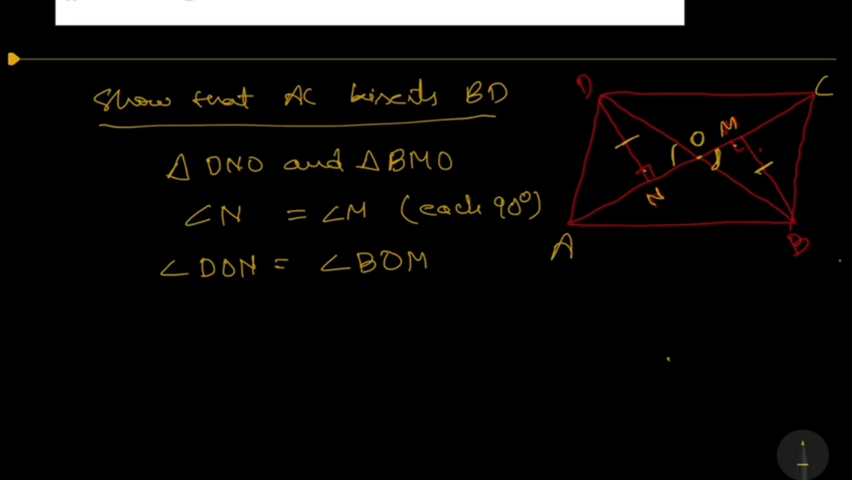 Show that AC bisects BD
Δ DNO and Δ BMO
∠N = ∠M (each 90°)
∠DON = ∠BOM
D
C
O
M
N
A
B